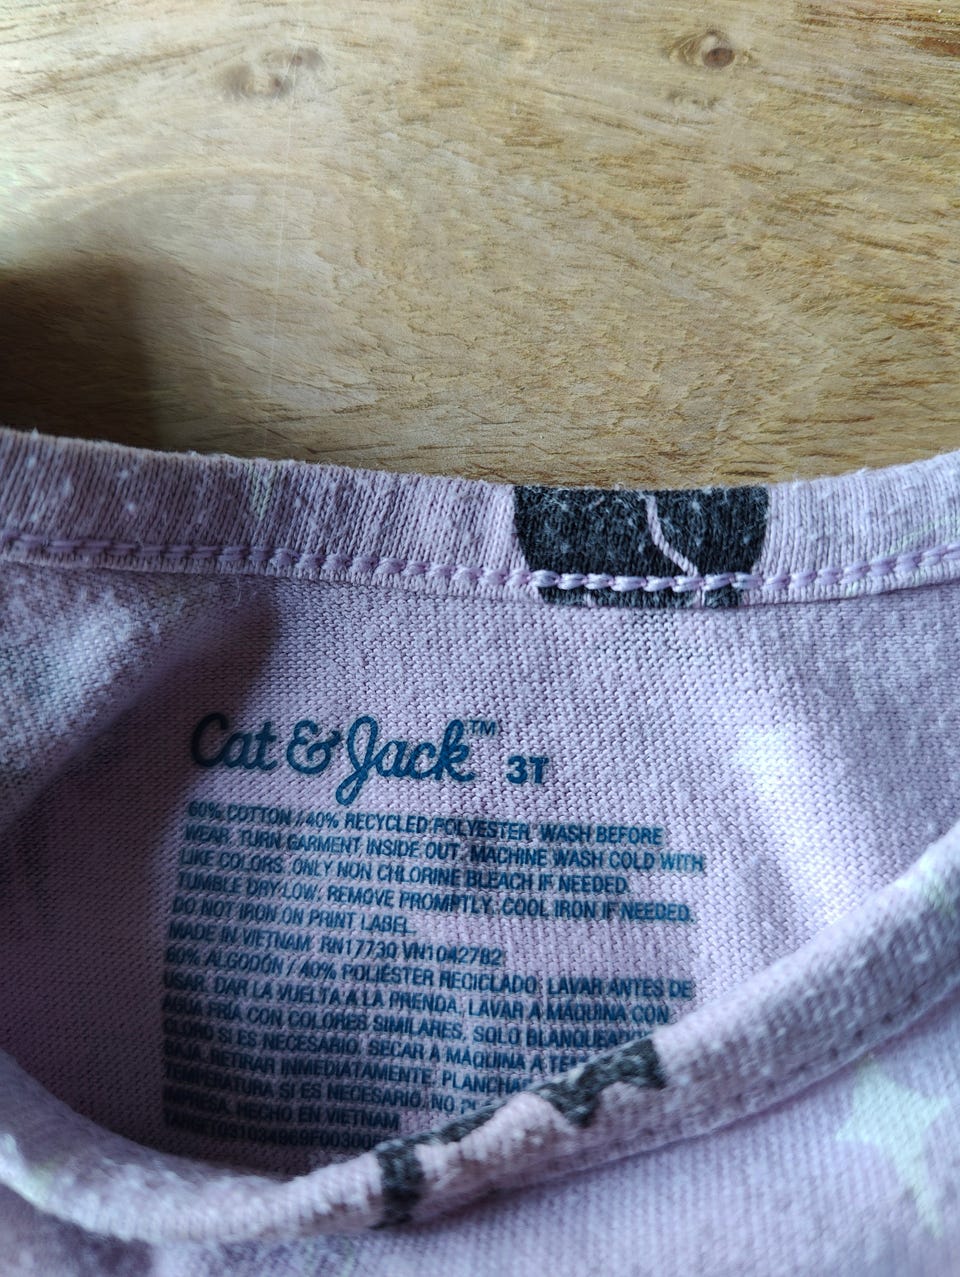 Cat & Jack™ 3T
60% COTTON / 40% RECYCLED POLYESTER, WASH BEFORE
WEAR, TURN GARMENT INSIDE OUT, MACHINE WASH COLD WITH
LIKE COLORS, ONLY NON CHLORINE BLEACH IF NEEDED.
TUMBLE DRY LOW, REMOVE PROMPTLY, COOL IRON IF NEEDED.
DO NOT IRON ON PRINT LABEL.
MADE IN VIETNAM RN17730 VN1042782
60% ALGODÓN / 40% POLIÉSTER RECICLADO, LAVAR ANTES DE
USAR, DAR LA VUELTA A LA PRENDA, LAVAR A MÁQUINA CON
AGUA FRÍA CON COLORES SIMILARES, SOLO
CLORO SI ES NECESARIO, SECAR A MÁQUINA A
BAJA, RETIRAR INMEDIATAMENTE,
TEMPERATURA SI ES NECESARIO, NO
HECHO EN VIETNAM